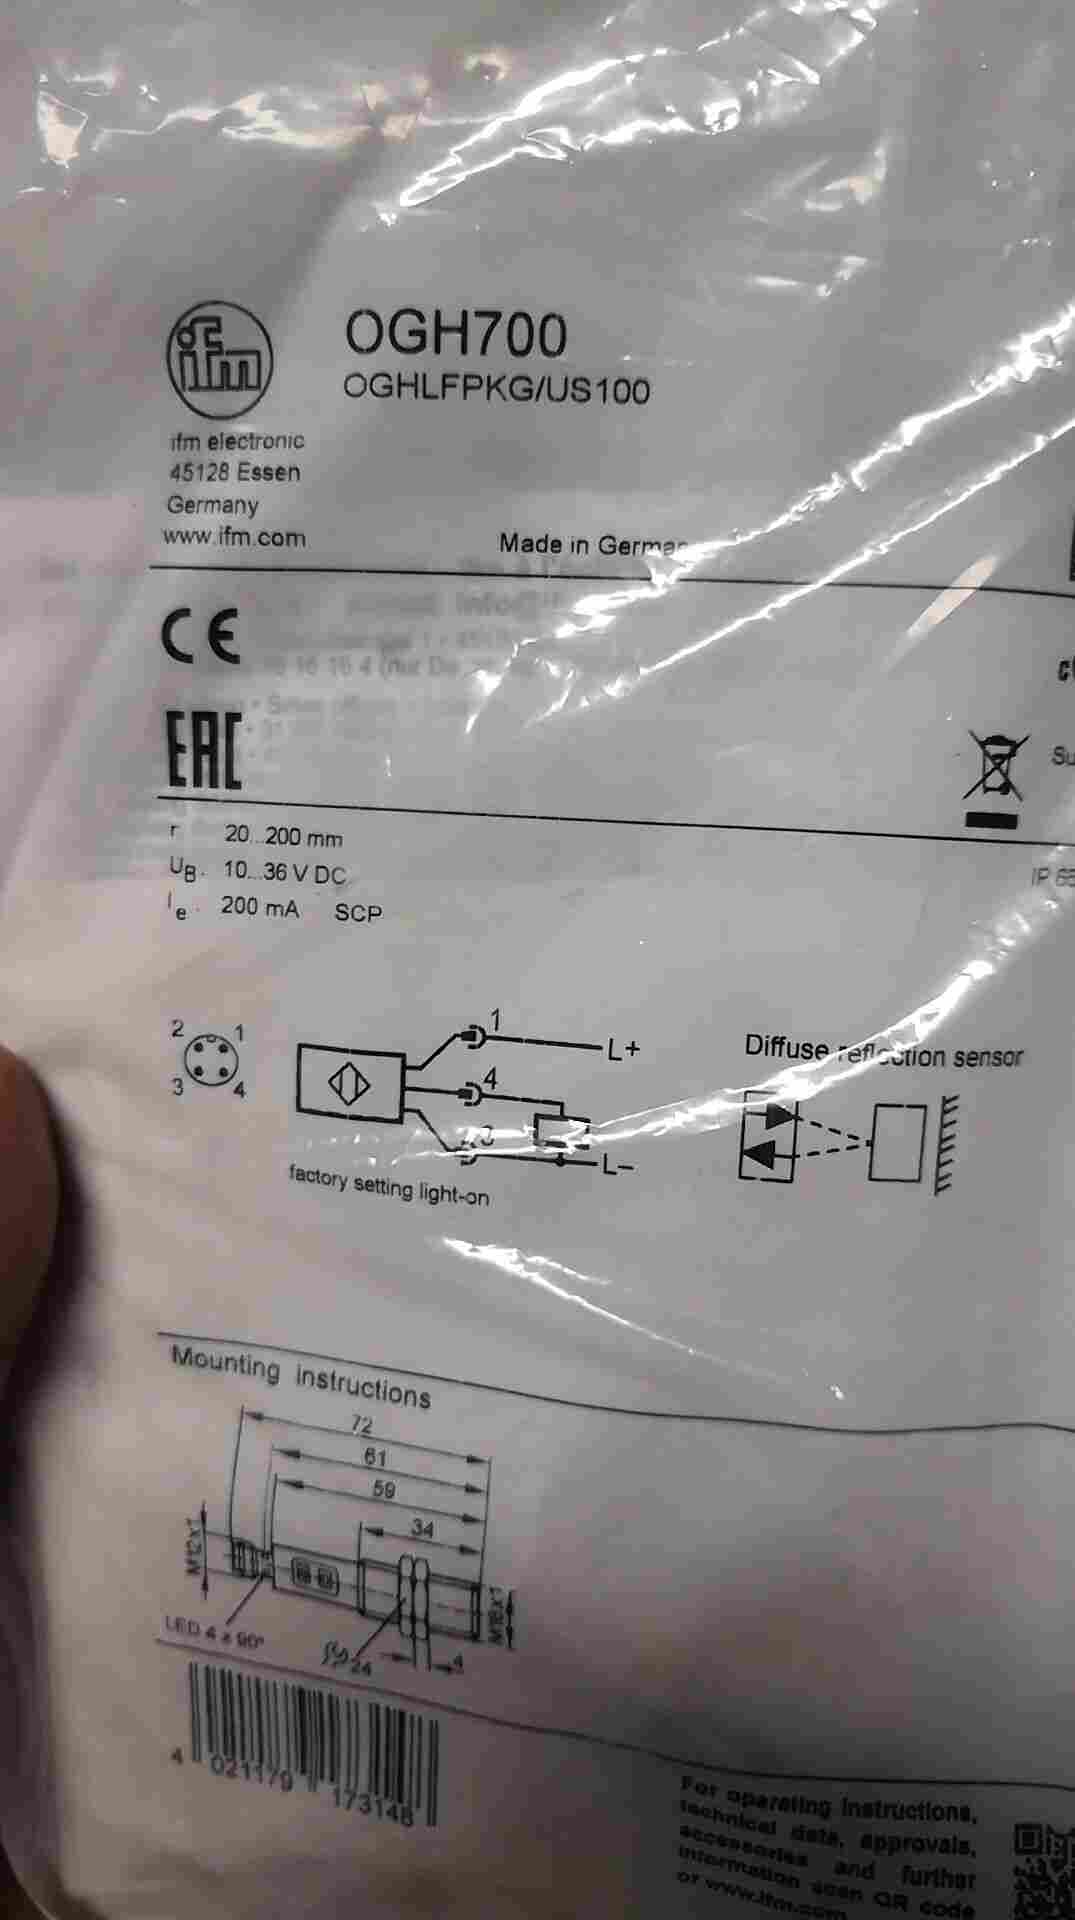 ifm
OGH700
OGHLFPKG/US100
ifm electronic
45128 Essen
Germany
www.ifm.com
Made in
CE
EAC
r 20...200 mm
UB: 10...36 V DC
Ie: 200 mA SCP
IP
2 1
3 4
1
L+
4
L–
factory setting light-on
Diffuse reflection sensor
Mounting instructions
72
61
59
34
M12x1
M18x1
LED 4 x 90°
24
4
4 021179 173148
For operating instructions,
technical data, approvals,
accessories and further
information scan QR code
or www.ifm.com